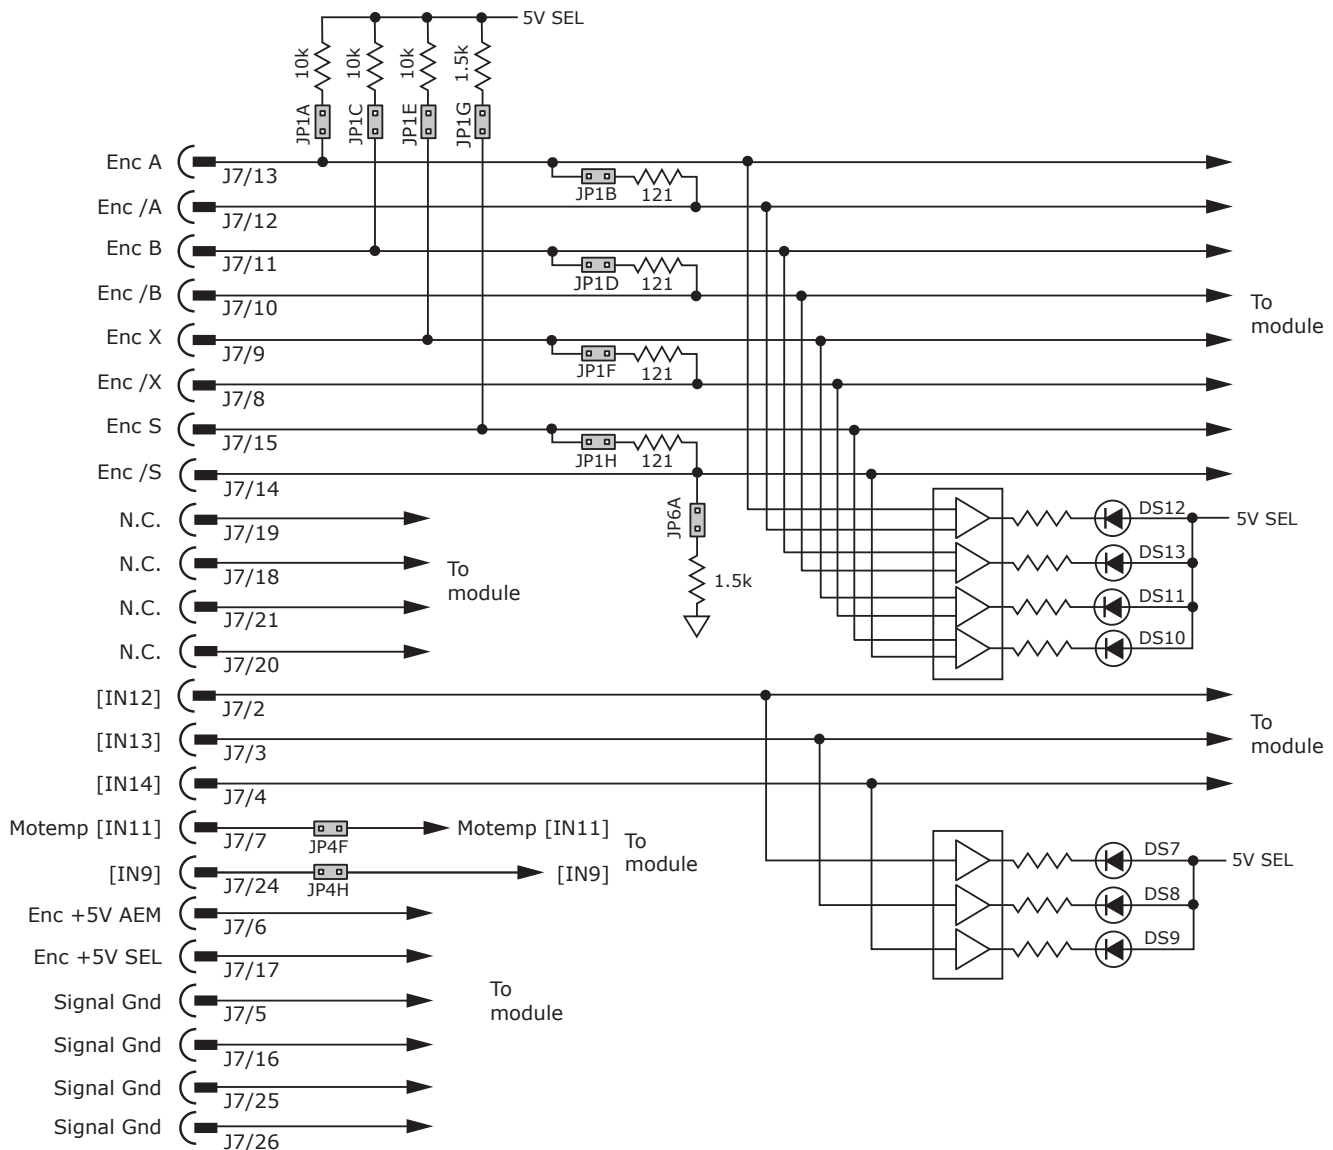 5V SEL
10k
10k
10k
1.5k
JP1A
JP1C
JP1E
JP1G
Enc A
J7/13
JP1B
121
Enc /A
J7/12
Enc B
J7/11
JP1D
121
Enc /B
J7/10
To
module
Enc X
J7/9
JP1F
121
Enc /X
J7/8
Enc S
J7/15
JP1H
121
Enc /S
J7/14
JP6A
1.5k
DS12
5V SEL
DS13
DS11
DS10
N.C.
J7/19
N.C.
J7/18
To
module
N.C.
J7/21
N.C.
J7/20
[IN12]
J7/2
To
module
[IN13]
J7/3
[IN14]
J7/4
Motemp [IN11]
J7/7
JP4F
Motemp [IN11]
To
module
[IN9]
J7/24
JP4H
[IN9]
DS7
5V SEL
DS8
DS9
Enc +5V AEM
J7/6
Enc +5V SEL
J7/17
To
module
Signal Gnd
J7/5
Signal Gnd
J7/16
Signal Gnd
J7/25
Signal Gnd
J7/26